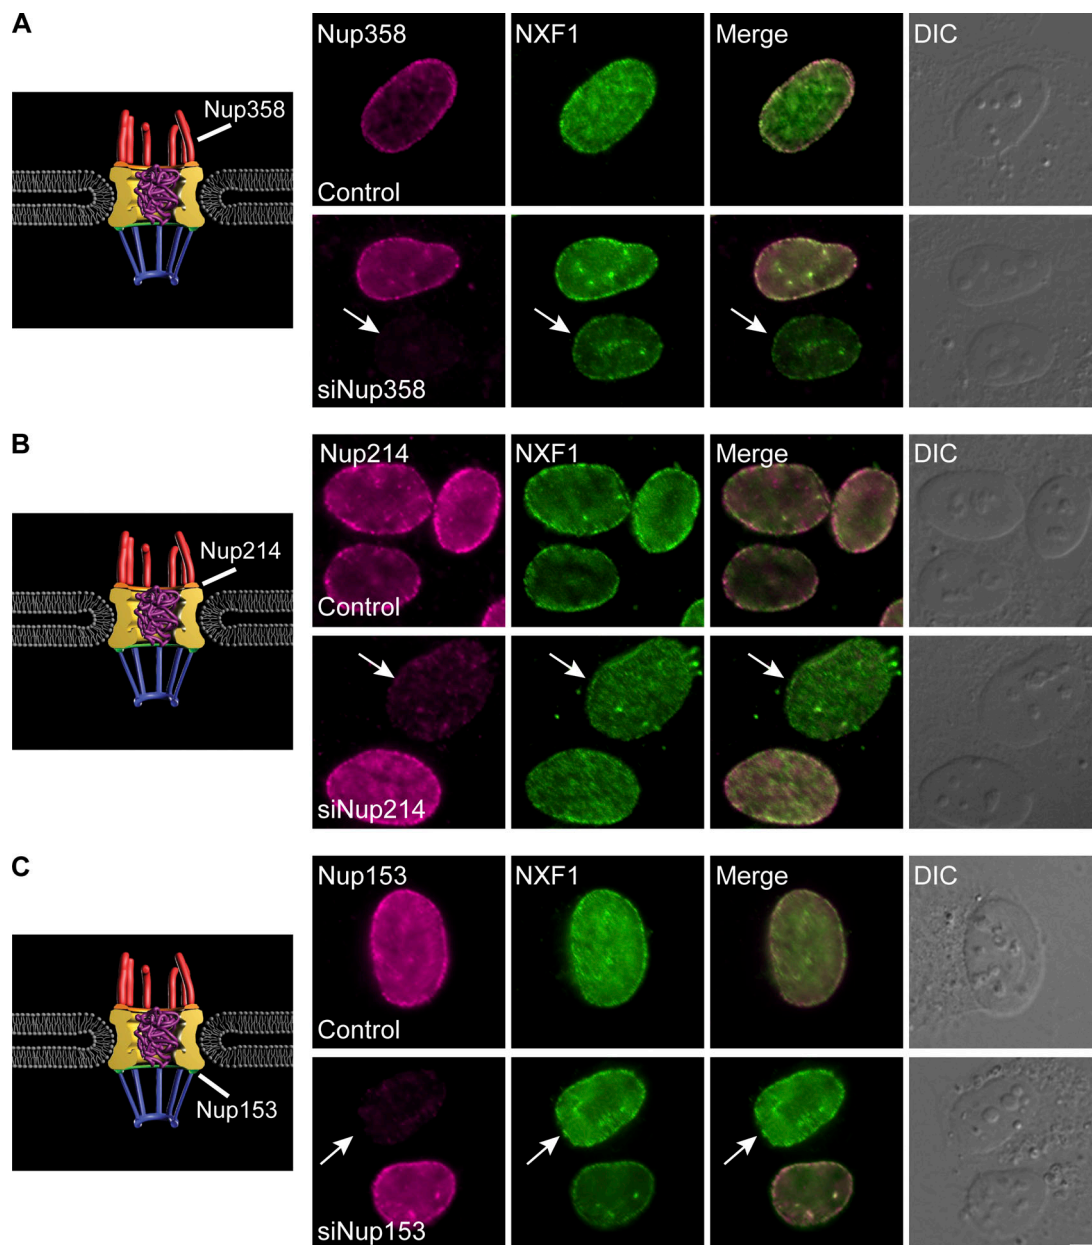 A
Nup358
Nup358
NXF1
Merge
DIC
Control
siNup358
B
Nup214
Nup214
NXF1
Merge
DIC
Control
siNup214
C
Nup153
Nup153
NXF1
Merge
DIC
Control
siNup153